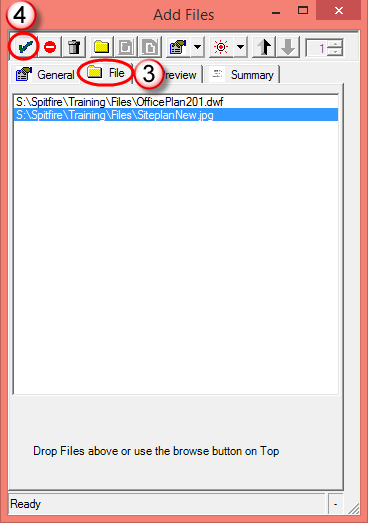 Add Files
4
1
General File 3 review Summary
S:\Spitfire\Training\Files\OfficePlan201.dwf
S:\Spitfire\Training\Files\SiteplanNew.jpg
Drop Files above or use the browse button on Top
Ready -